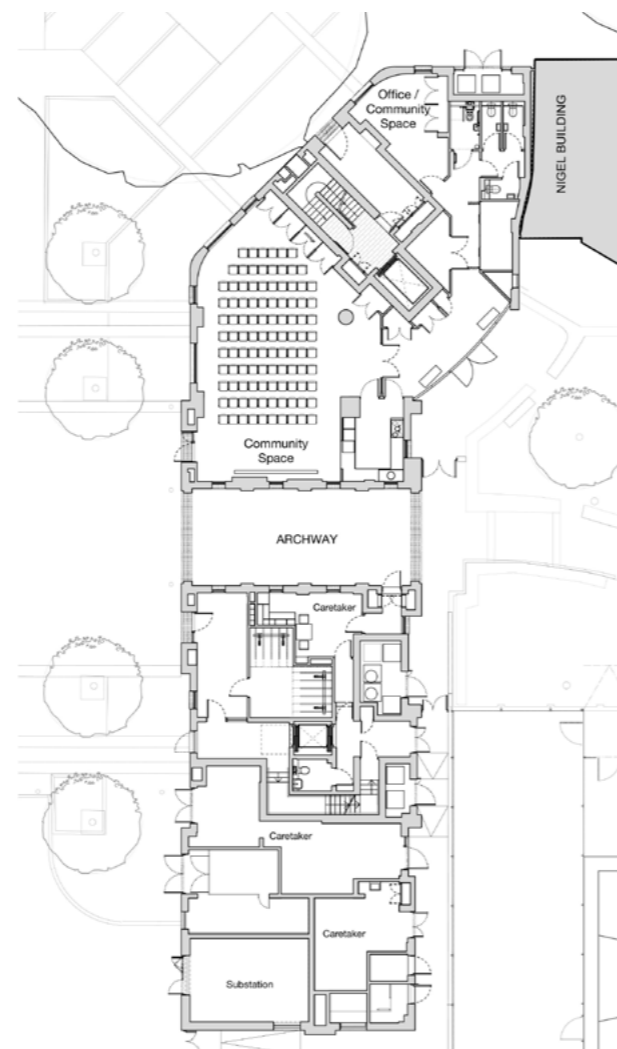 Office /
Community
Space
NIGEL BUILDING
Community
Space
ARCHWAY
Caretaker
Caretaker
Caretaker
Substation